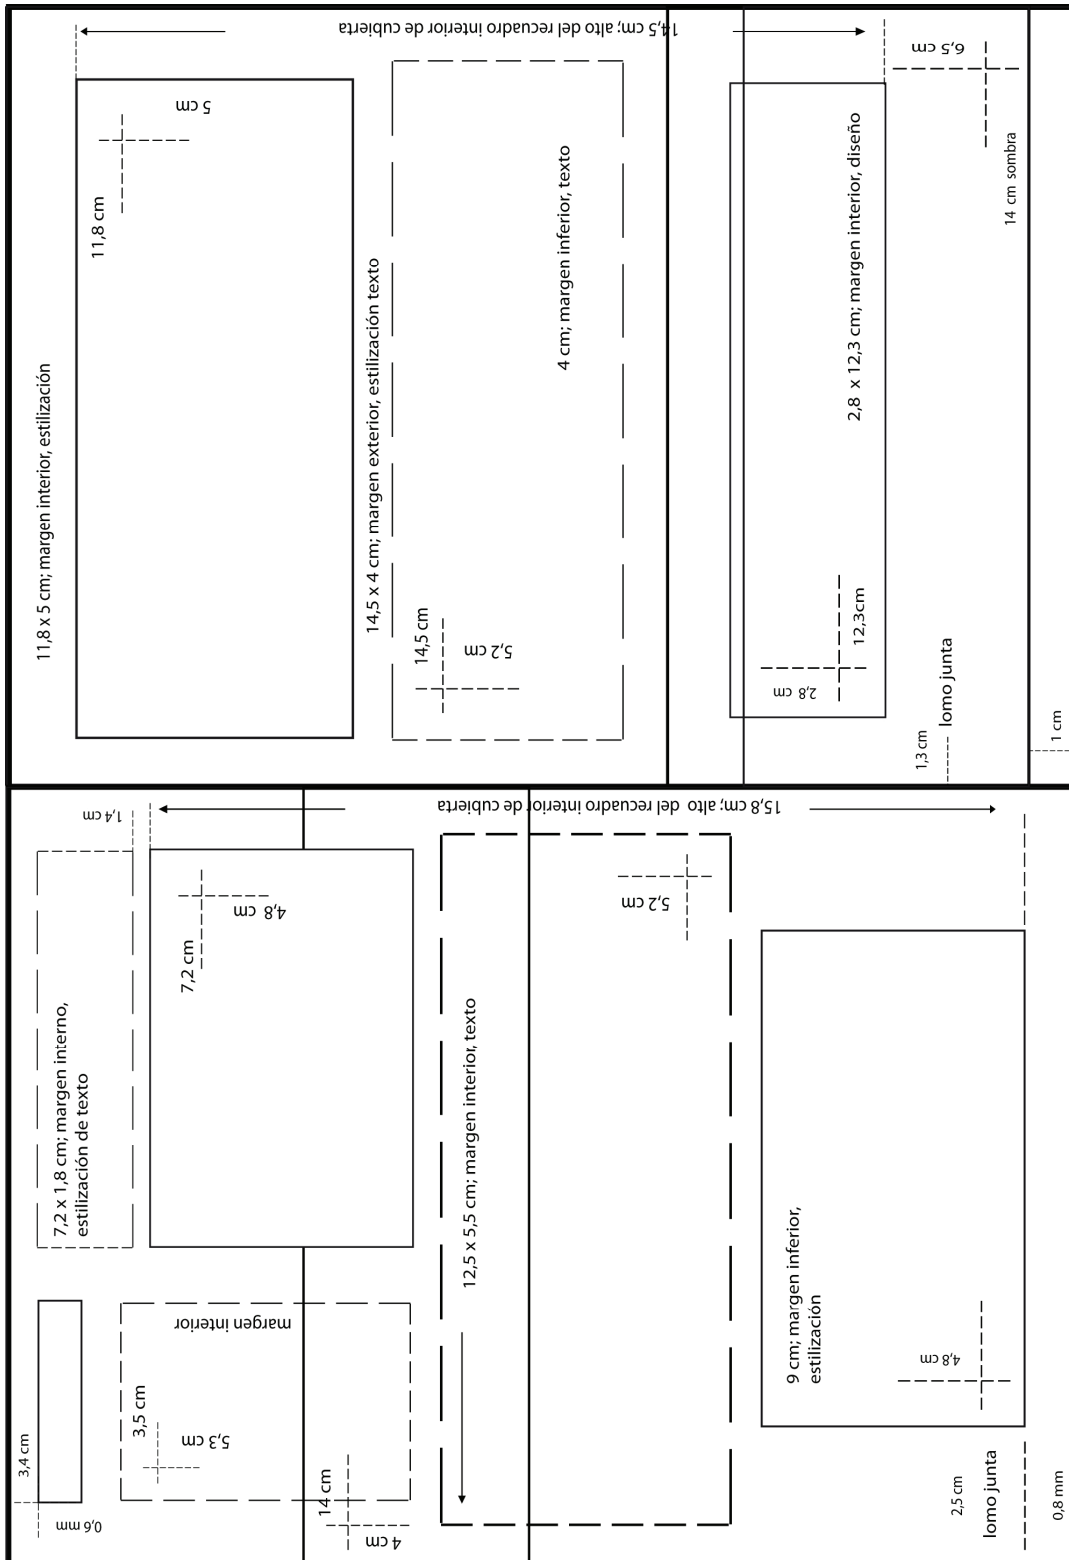 14,5 cm; alto del recuadro del interior de cubierta
6,5 cm
5 cm
11,8 cm
14 cm sombra
11,8 x 5 cm; margen interior, estilización
14,5 x 4 cm; margen exterior, estilización texto
4 cm; margen inferior, texto
2,8 x 12,3 cm; margen interior, diseño
14,5 cm
5,2 cm
12,3cm
2,8 cm
lomo junta
1,3 cm
1 cm
15,8 cm; alto del recuadro interior de cubierta
1,4 cm
4,8 cm
7,2 cm
5,2 cm
7,2 x 1,8 cm; margen interno,
estilización de texto
12,5 x 5,5 cm; margen interior, texto
9 cm; margen inferior,
estilización
4,8 cm
margen interior
3,5 cm
5,3 cm
3,4 cm
0,6 mm
14 cm
4 cm
2,5 cm
lomo junta
0,8 mm